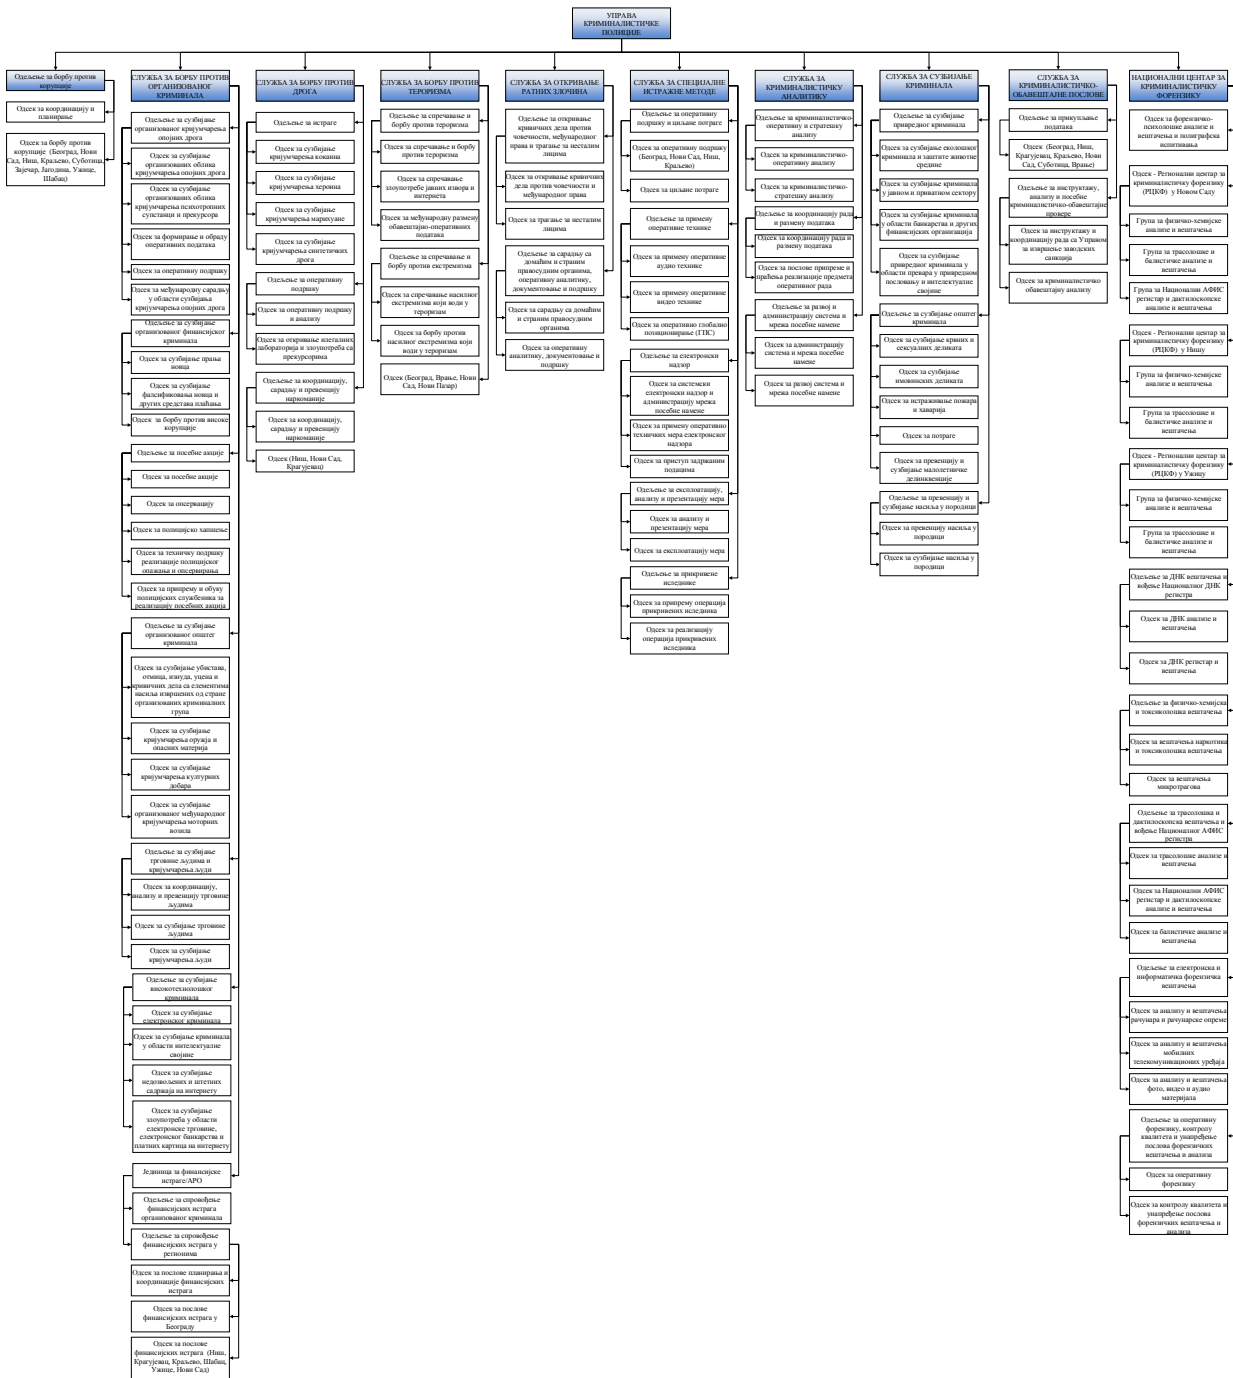 УПРАВА
КРИМИНАЛИСТИЧКЕ
ПОЛИЦИЈЕ
Одељење за борбу против
корупције
Одсек за координацију и
планирање
Одсек за борбу против
корупције (Београд, Нови
Сад, Ниш, Краљево, Суботица,
Зајечар, Јагодина, Ужице,
Шабац)
СЛУЖБА ЗА БОРБУ ПРОТИВ
ОРГАНИЗОВАНОГ
КРИМИНАЛА
Одељење за сузбијање
организованог кријумчарења
опојних дрога
Одсек за сузбијање
организованих облика
кријумчарења опојних дрога
Одсек за сузбијање
организованих облика
кријумчарења психотропних
супстанци и прекурсора
Одсек за формирање и обраду
оперативних података
Одсек за оперативну подршку
Одсек за међународну сарадњу
у области сузбијања
кријумчарења опојних дрога
Одељење за сузбијање
организованог финансијског
криминала
Одсек за сузбијање прања
новца
Одсек за сузбијање
фалсификовања новца и
других средстава плаћања
Одсек за борбу против високе
корупције
Одељење за посебне акције
Одсек за посебне акције
Одсек за опсервацију
Одсек за полицијско хапшење
Одсек за техничку подршку
реализације полицијског
опажања и опсервирања
Одсек за припрему и обуку
полицијских службеника за
реализацију посебних акција
Одељење за сузбијање
организованог општег
криминала
Одсек за сузбијање убистава,
отмица, изнуда, уцена и
кривичних дела са елементима
насиља извршених од стране
организованих криминалних
група
Одсек за сузбијање
кријумчарења оружја и
опасних материја
Одсек за сузбијање
кријумчарења културних
добара
Одсек за сузбијање
организованог међународног
кријумчарења моторних
возила
Одељење за сузбијање
трговине људима и
кријумчарења људи
Одсек за координацију,
анализу и превенцију трговине
људима
Одсек за сузбијање трговине
људима
Одсек за сузбијање
кријумчарења људи
Одељење за сузбијање
високотехнолошког
криминала
Одсек за сузбијање
електронског криминала
Одсек за сузбијање криминала
у области интелектуалне
својине
Одсек за сузбијање
недозвољених и штетних
садржаја на интернету
Одсек за сузбијање
злоупотреба у области
електронске трговине,
електронског банкарства и
платних картица на интернету
Јединица за финансијске
истраге/АРО
Одељење за спровођење
финансијских истрага
организованог криминала
Одељење за спровођење
финансијских истрага у
регионима
Одсек за послове планирања и
координације финансијских
истрага
Одсек за послове
финансијских истрага у
Београду
Одсек за послове
финансијских истрага (Ниш,
Крагујевац, Краљево, Шабац,
Ужице, Нови Сад)
СЛУЖБА ЗА БОРБУ ПРОТИВ
ДРОГА
Одељење за истраге
Одсек за сузбијање
кријумчарења кокаина
Одсек за сузбијање
кријумчарења хероина
Одсек за сузбијање
кријумчарења марихуане
Одсек за сузбијање
кријумчарења синтетичких
дрога
Одељење за оперативну
подршку
Одсек за оперативну подршку
и анализу
Одсек за откривање илегалних
лабораторија и злоупотреба са
прекурсорима
Одељење за координацију,
сарадњу и превенцију
наркоманије
Одсек за координацију,
сарадњу и превенцију
наркоманије
Одсек (Ниш, Нови Сад,
Крагујевац)
СЛУЖБА ЗА БОРБУ ПРОТИВ
ТЕРОРИЗМА
Одељење за спречавање и
борбу против тероризма
Одсек за спречавање и борбу
против тероризма
Одсек за спречавање
злоупотребе јавних извора и
интернета
Одсек за међународну размену
обавештајно-оперативних
података
Одељење за спречавање и
борбу против екстремизма
Одсек за спречавање насилног
екстремизма који води у
тероризам
Одсек за борбу против
насилног екстремизма који
води у тероризам
Одсек (Београд, Врање, Нови
Сад, Нови Пазар)
СЛУЖБА ЗА ОТКРИВАЊЕ
РАТНИХ ЗЛОЧИНА
Одељење за откривање
кривичних дела против
човечности, међународног
права и трагање за несталим
лицима
Одсек за откривање кривичних
дела против човечности и
међународног права
Одсек за трагање за несталим
лицима
Одељење за сарадњу са
домаћим и страним
правосудним органима,
оперативну аналитику,
документовање и подршку
Одсек за сарадњу са домаћим
и страним правосудним
органима
Одсек за оперативну
аналитику, документовање и
подршку
СЛУЖБА ЗА СПЕЦИЈАЛНЕ
ИСТРАЖНЕ МЕТОДЕ
Одељење за оперативну
подршку и циљане потраге
Одсек за оперативну подршку
(Београд, Нови Сад, Ниш,
Краљево)
Одсек за циљане потраге
Одељење за примену
оперативне технике
Одсек за примену оперативне
аудио технике
Одсек за примену оперативне
видео технике
Одсек за оперативно глобално
позиционирање (ГПС)
Одељење за електронски
надзор
Одсек за системски
електронски надзор и
администрацију мрежа
посебне намене
Одсек за примену оперативно
техничких мера електронског
надзора
Одсек за приступ задржаним
подацима
Одељење за експлоатацију,
анализу и презентацију мера
Одсек за анализу и
презентацију мера
Одсек за експлоатацију мера
Одељење за прикривене
иследнике
Одсек за припрему операција
прикривених иследника
Одсек за реализацију
операција прикривених
иследника
СЛУЖБА ЗА
КРИМИНАЛИСТИЧКУ
АНАЛИТИКУ
Одељење за криминалистичко-
оперативну и стратешку
анализу
Одсек за криминалистичко-
оперативну анализу
Одсек за криминалистичко-
стратешку анализу
Одељење за координацију рада
и размену података
Одсек за координацију рада и
размену података
Одсек за послове припреме и
праћења реализације предмета
оперативног рада
Одељење за развој и
администрацију система и
мрежа посебне намене
Одсек за администрацију
система и мрежа посебне
намене
Одсек за развој система и
мрежа посебне намене
СЛУЖБА ЗА СУЗБИЈАЊЕ
КРИМИНАЛА
Одељење за сузбијање
привредног криминала
Одсек за сузбијање еколошког
криминала и заштите животне
средине
Одсек за сузбијање криминала
у јавном и приватном сектору
Одсек за сузбијање криминала
у области банкарства и других
финансијских организација
Одсек за сузбијање
привредног криминала у
области превара у привредном
пословању и интелектуалне
својине
Одељење за сузбијање општег
криминала
Одсек за сузбијање крвних и
сексуалних деликата
Одсек за сузбијање
имовинских деликата
Одсек за истраживање пожара
и хаварија
Одсек за потраге
Одсек за превенцију и
сузбијање малолетничке
делинквенције
Одељење за превенцију и
сузбијање насиља у породици
Одсек за превенцију насиља у
породици
Одсек за сузбијање насиља у
породици
СЛУЖБА ЗА
КРИМИНАЛИСТИЧКО-
ОБАВЕШТАЈНЕ ПОСЛОВЕ
Одељење за прикупљање
података
Одсек (Београд, Ниш,
Крагујевац, Краљево, Нови
Сад, Суботица, Врање)
Одељење за инструктажу,
анализу и посебне
криминалистичко-обавештајне
провере
Одсек за инструктажу и
координацију рада са Управом
за извршење заводских
санкција
Одсек за криминалистичко
обавештајну анализу
НАЦИОНАЛНИ ЦЕНТАР ЗА
КРИМИНАЛИСТИЧКУ
ФОРЕНЗИКУ
Одсек за форензичко-
психолошке анализе и
вештачења и полиграфска
испитивања
Одсек - Регионални центар за
криминалистичку форензику
(РЦКФ) у Новом Саду
Група за физичко-хемијске
анализе и вештачења
Група за трасолошке и
балистичке анализе и
вештачења
Група за Национални АФИС
регистар и дактилоскопске
анализе и вештачења
Одсек - Регионални центар за
криминалистичку форензику
(РЦКФ) у Нишу
Група за физичко-хемијске
анализе и вештачења
Група за трасолошке и
балистичке анализе и
вештачења
Одсек - Регионални центар за
криминалистичку форензику
(РЦКФ) у Ужицу
Група за физичко-хемијске
анализе и вештачења
Група за трасолошке и
балистичке анализе и
вештачења
Одељење за ДНК вештачења и
вођење Националног ДНК
регистра
Одсек за ДНК анализе и
вештачења
Одсек за ДНК регистар и
вештачења
Одељење за физичко-хемијска
и токсиколошка вештачења
Одсек за вештачења наркотика
и токсиколошка вештачења
Одсек за вештачења
микротрагова
Одељење за трасолошка и
дактилоскопска вештачења и
вођење Националног АФИС
регистра
Одсек за трасолошке анализе и
вештачења
Одсек за Национални АФИС
регистар и дактилоскопске
анализе и вештачења
Одсек за балистичке анализе и
вештачења
Одељење за електронска и
информатичка форензичка
вештачења
Одсек за анализу и вештачења
рачунара и рачунарске опреме
Одсек за анализу и вештачења
мобилних
телекомуникационих уређаја
Одсек за анализу и вештачења
фото, видео и аудио
материјала
Одељење за оперативну
форензику, контролу
квалитета и унапређење
послова форензичких
вештачења и анализа
Одсек за оперативну
форензику
Одсек за контролу квалитета и
унапређење послова
форензичких вештачења и
анализа